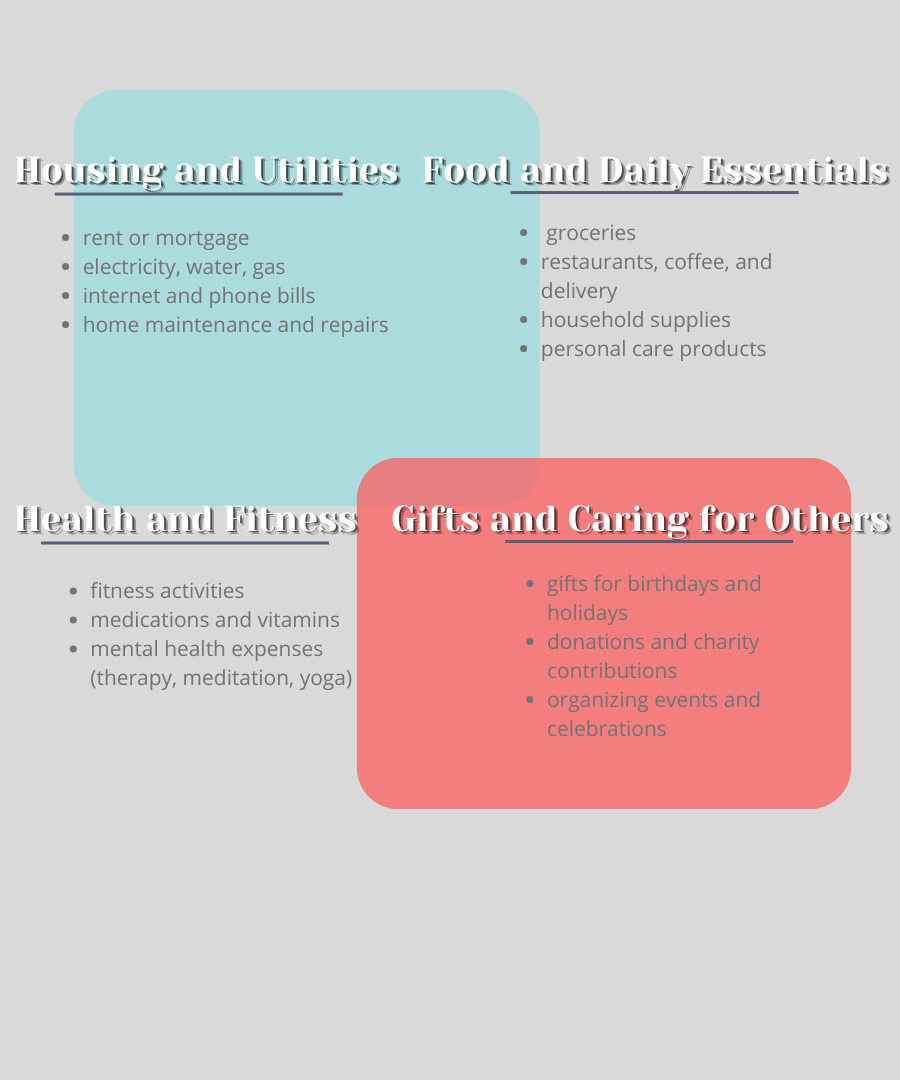 Housing and Utilities
• rent or mortgage
• electricity, water, gas
• internet and phone bills
• home maintenance and repairs
Food and Daily Essentials
• groceries
• restaurants, coffee, and
delivery
• household supplies
• personal care products
Health and Fitness
• fitness activities
• medications and vitamins
• mental health expenses
(therapy, meditation, yoga)
Gifts and Caring for Others
• gifts for birthdays and
holidays
• donations and charity
contributions
• organizing events and
celebrations